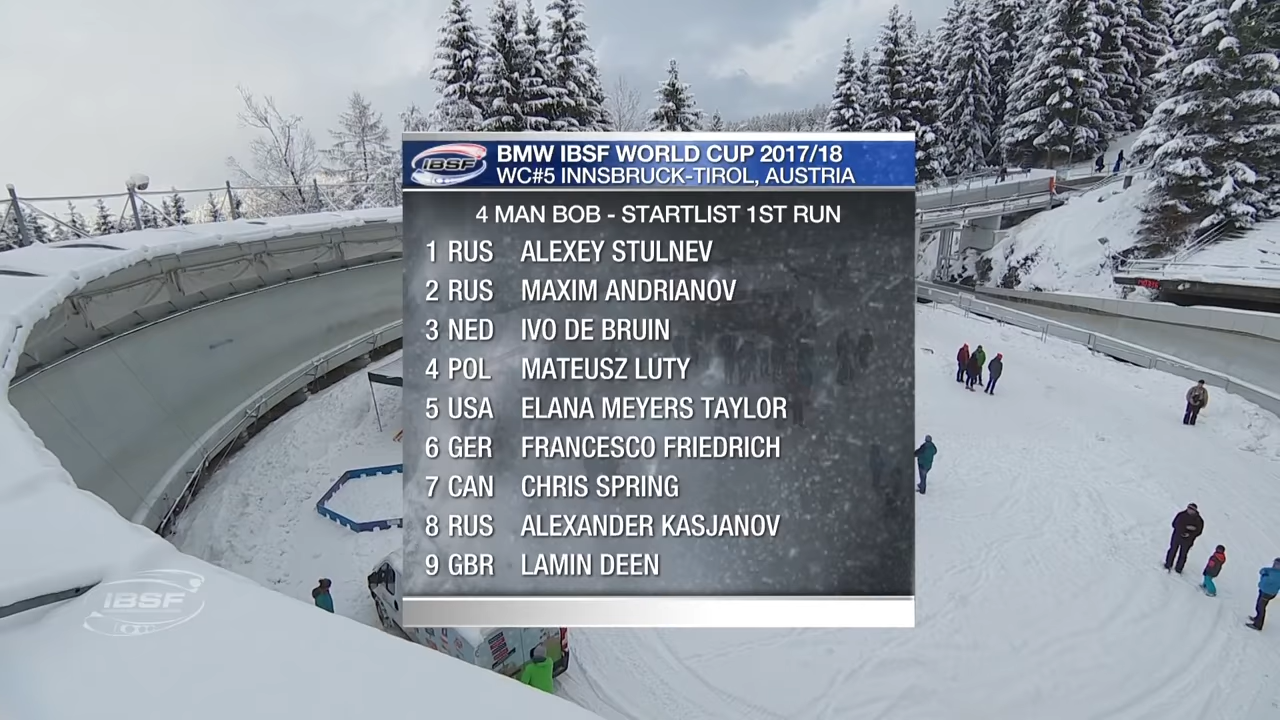 IBSF
BMW IBSF WORLD CUP 2017/18
WC#5 INNSBRUCK-TIROL, AUSTRIA
4 MAN BOB - STARTLIST 1ST RUN
1 RUS ALEXEY STULNEV
2 RUS MAXIM ANDRIANOV
3 NED IVO DE BRUIN
4 POL MATEUSZ LUTY
5 USA ELANA MEYERS TAYLOR
6 GER FRANCESCO FRIEDRICH
7 CAN CHRIS SPRING
8 RUS ALEXANDER KASJANOV
9 GBR LAMIN DEEN
IBSF